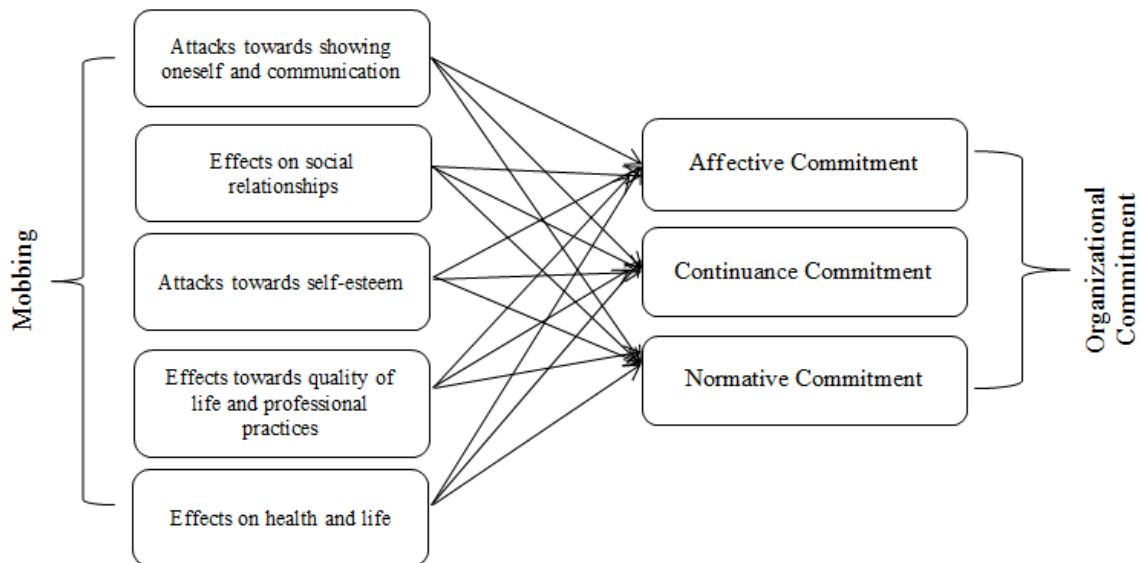 Mobbing
Attacks towards showing
oneself and communication
Effects on social
relationships
Attacks towards self-esteem
Effects towards quality of
life and professional
practices
Effects on health and life
Affective Commitment
Continuance Commitment
Normative Commitment
Organizational
Commitment